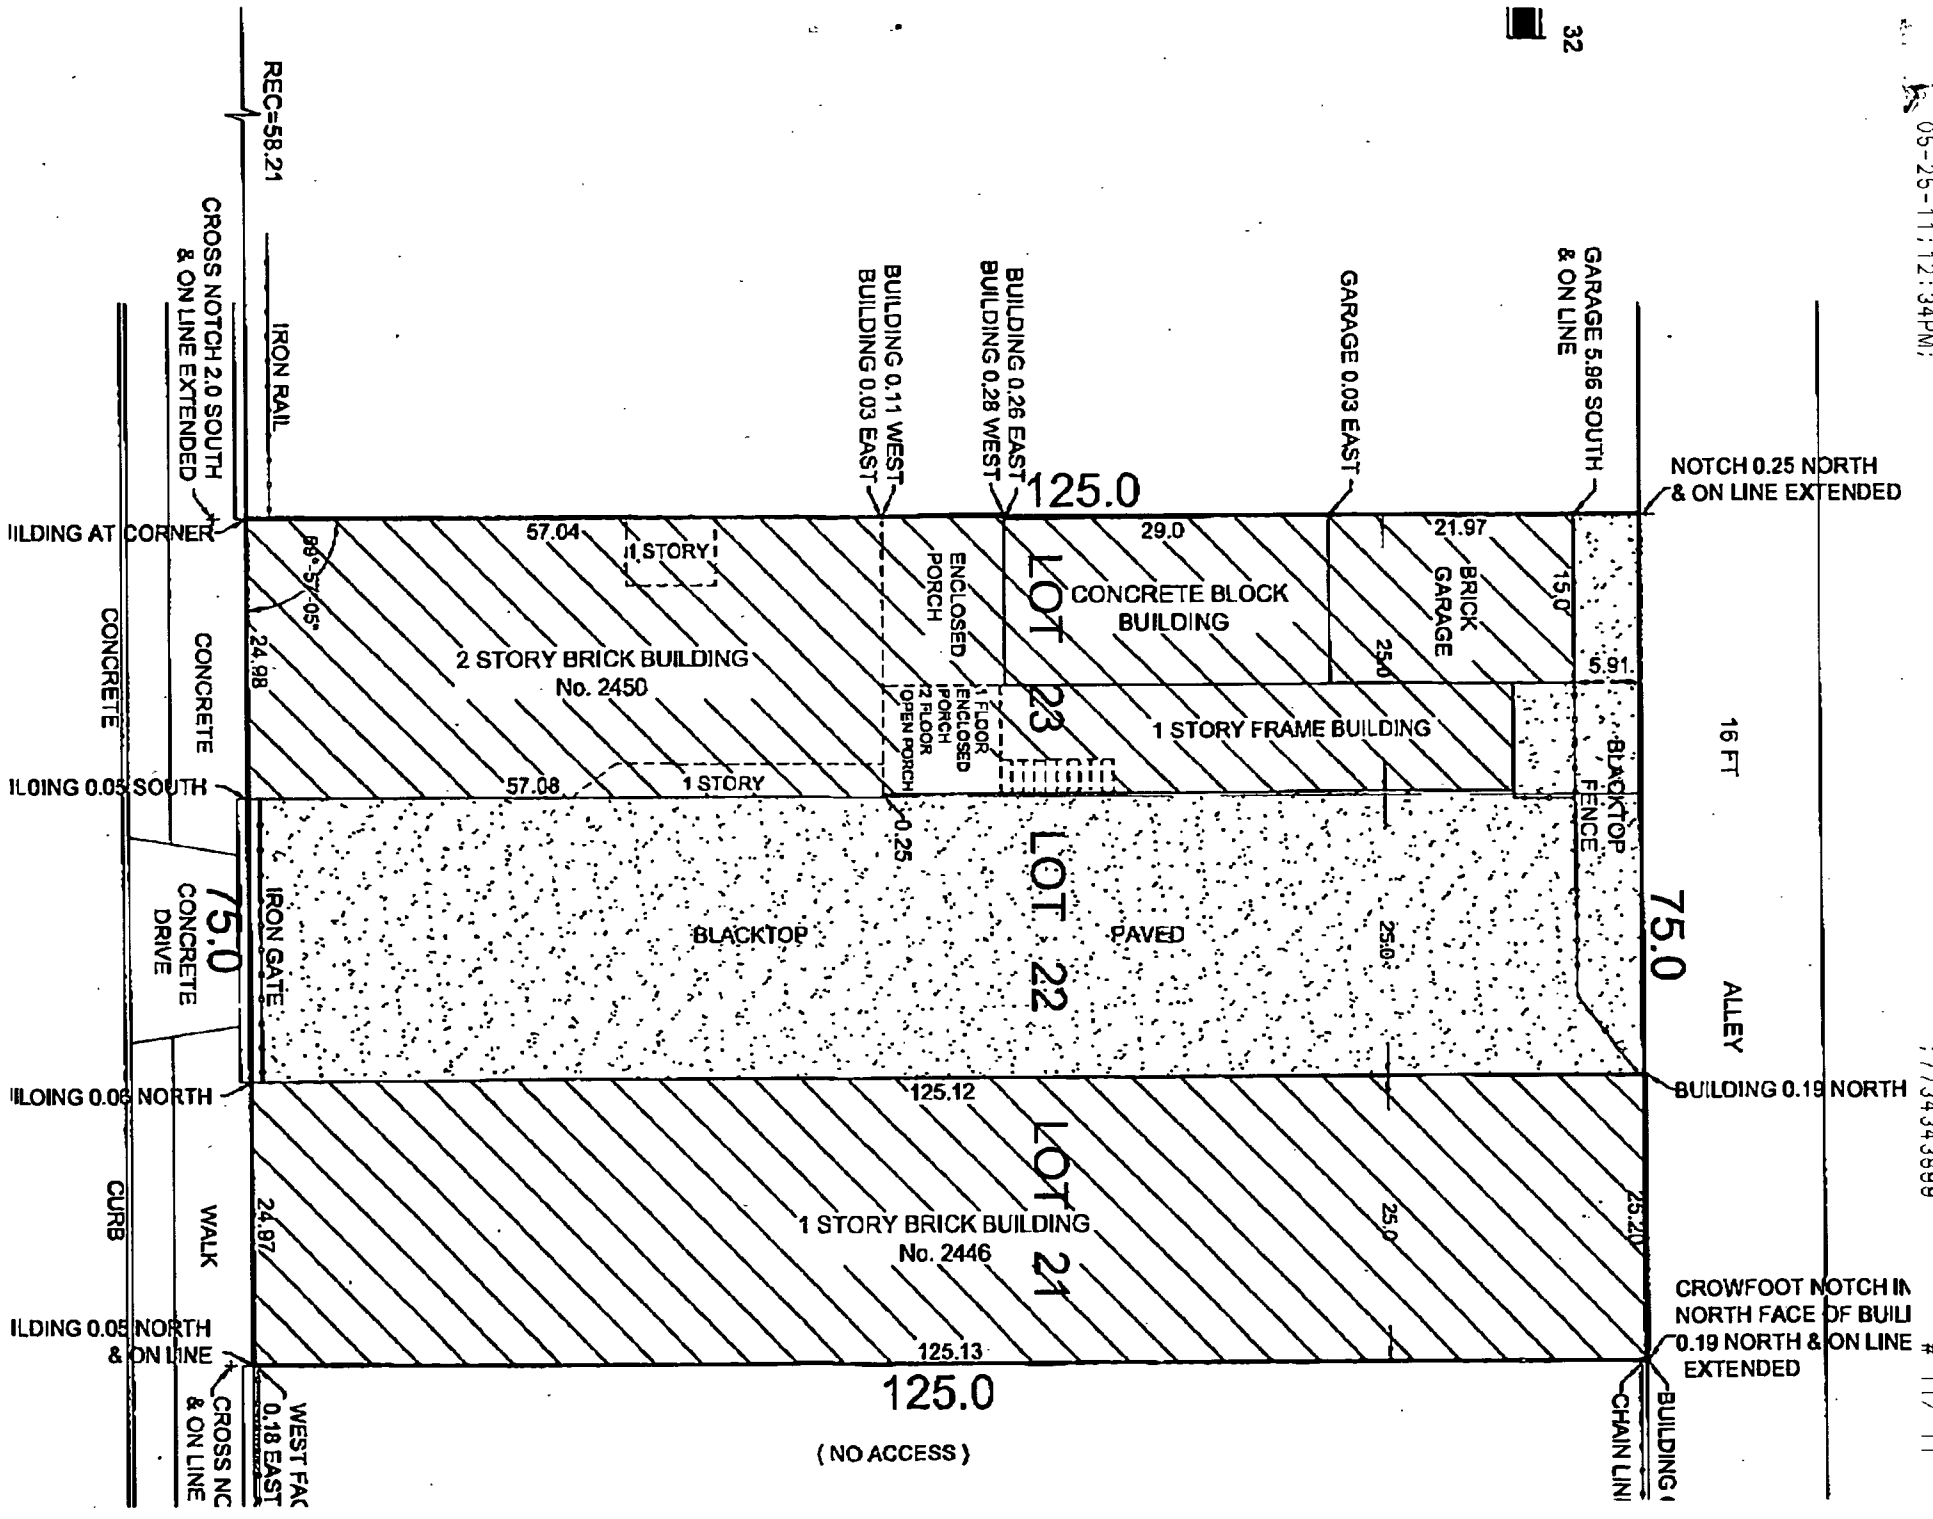 32
05-25-11;12:34PM;
7734343888
# 11/ 11
REC=58.21
IRON RAIL
CROSS NOTCH 2.0 SOUTH
& ON LINE EXTENDED
BUILDING 0.11 WEST
BUILDING 0.03 EAST
BUILDING 0.26 EAST
BUILDING 0.28 WEST
GARAGE 0.03 EAST
GARAGE 5.96 SOUTH
& ON LINE
NOTCH 0.25 NORTH
& ON LINE EXTENDED
125.0
ILDING AT CORNER
57.04
1 STORY
29.0
21.97
89°-57'-05"
24.98
ENCLOSED
PORCH
LOT 23
CONCRETE BLOCK
BUILDING
BRICK
GARAGE
15.0
25.0
5.91
2 STORY BRICK BUILDING
No. 2450
1 FLOOR
ENCLOSED
PORCH
2 FLOOR
OPEN PORCH
1 STORY FRAME BUILDING
BLACKTOP
FENCE
16 FT
ALLEY
CONCRETE
CONCRETE
ILDING 0.05 SOUTH
57.08
1 STORY
0.25
LOT 22
75.0
CONCRETE
DRIVE
IRON GATE
BLACKTOP
PAVED
25.0
75.0
ILDING 0.06 NORTH
125.12
BUILDING 0.19 NORTH
LOT 21
CURB
WALK
24.97
1 STORY BRICK BUILDING
No. 2446
25.0
25.20
CROWFOOT NOTCH IN
NORTH FACE OF BUILI
0.19 NORTH & ON LINE
EXTENDED
ILDING 0.05 NORTH
& ON LINE
125.13
125.0
WEST FAC
0.18 EAST
CROSS NC
& ON LINE
( NO ACCESS )
BUILDING
CHAIN LINI